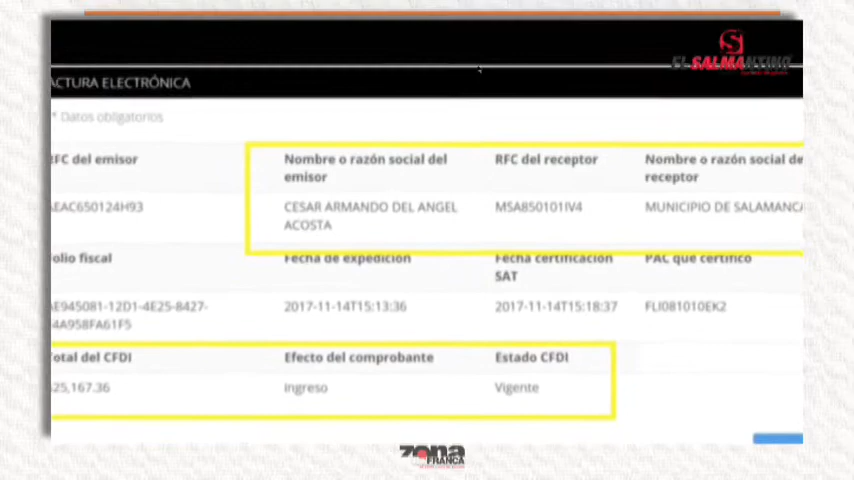 EL SALMANTINO
ACTURA ELECTRÓNICA
* Datos obligatorios
RFC del emisor
Nombre o razón social del
emisor
RFC del receptor
Nombre o razón social de
receptor
EAC650124H93
CESAR ARMANDO DEL ANGEL
ACOSTA
MSA850101IV4
MUNICIPIO DE SALAMANCA
olio fiscal
Fecha de expedición
Fecha certificación
SAT
PAC que certificó
E945081-12D1-4E25-8427-
4A958FA61F5
2017-11-14T15:13:36
2017-11-14T15:18:37
FLI081010EK2
Total del CFDI
Efecto del comprobante
Estado CFDI
25,167.36
Ingreso
Vigente
ZONA
FRANCA